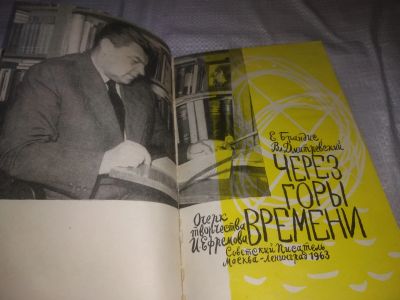 Е. Брандис,
Вл. Дмитревский
ЧЕРЕЗ
ГОРЫ
ВРЕМЕНИ
Очерк
творчества
И. Ефремова
Советский Писатель
Москва-Ленинград 1963